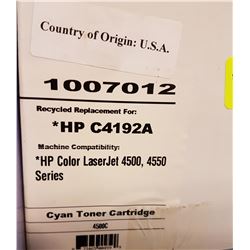 Country of Origin: U.S.A.
1007012
Recycled Replacement For:
*HP C4192A
Machine Compatibility:
*HP Color LaserJet 4500, 4550
Series
Cyan Toner Cartridge
4500C